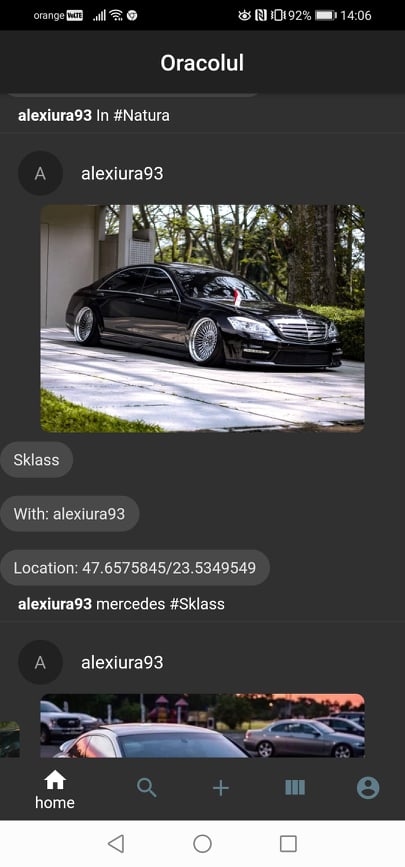 orange VoLTE 92% 14:06
Oracolul
alexiura93 In #Natura
A alexiura93
Sklass
With: alexiura93
Location: 47.6575845/23.5349549
alexiura93 mercedes #Sklass
A alexiura93
home